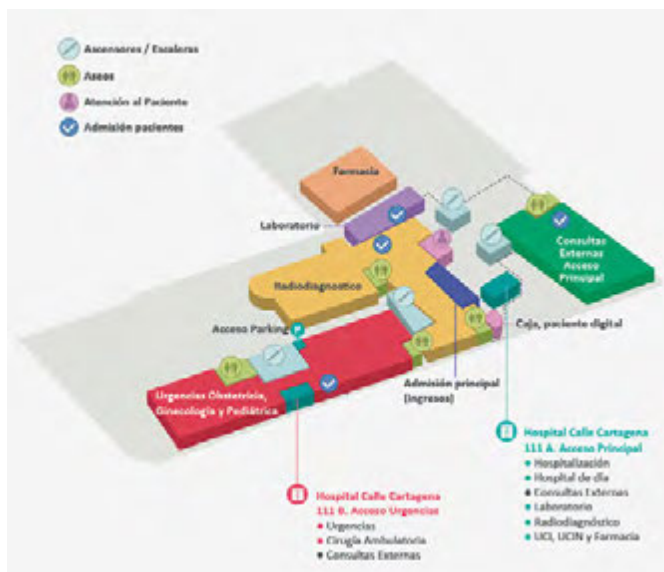 Ascensores / Escaleras
Aseos
Atención al Paciente
Admisión pacientes
Farmacia
Laboratorio
Consultas
Externas
Acceso
Principal
Radiodiagnostico
Acceso Parking
P
Caja, paciente digital
Admisión principal
(ingresos)
Urgencias Obstetricia,
Ginecología y Pediátrica
Hospital Calle Cartagena
111 A. Acceso Principal
Hospitalización
Hospital de día
Consultas Externas
Laboratorio
Radiodiagnóstico
UCI, UCIN y Farmacia
Hospital Calle Cartagena
111 B. Acceso Urgencias
Urgencias
Cirugía Ambulatoria
Consultas Externas